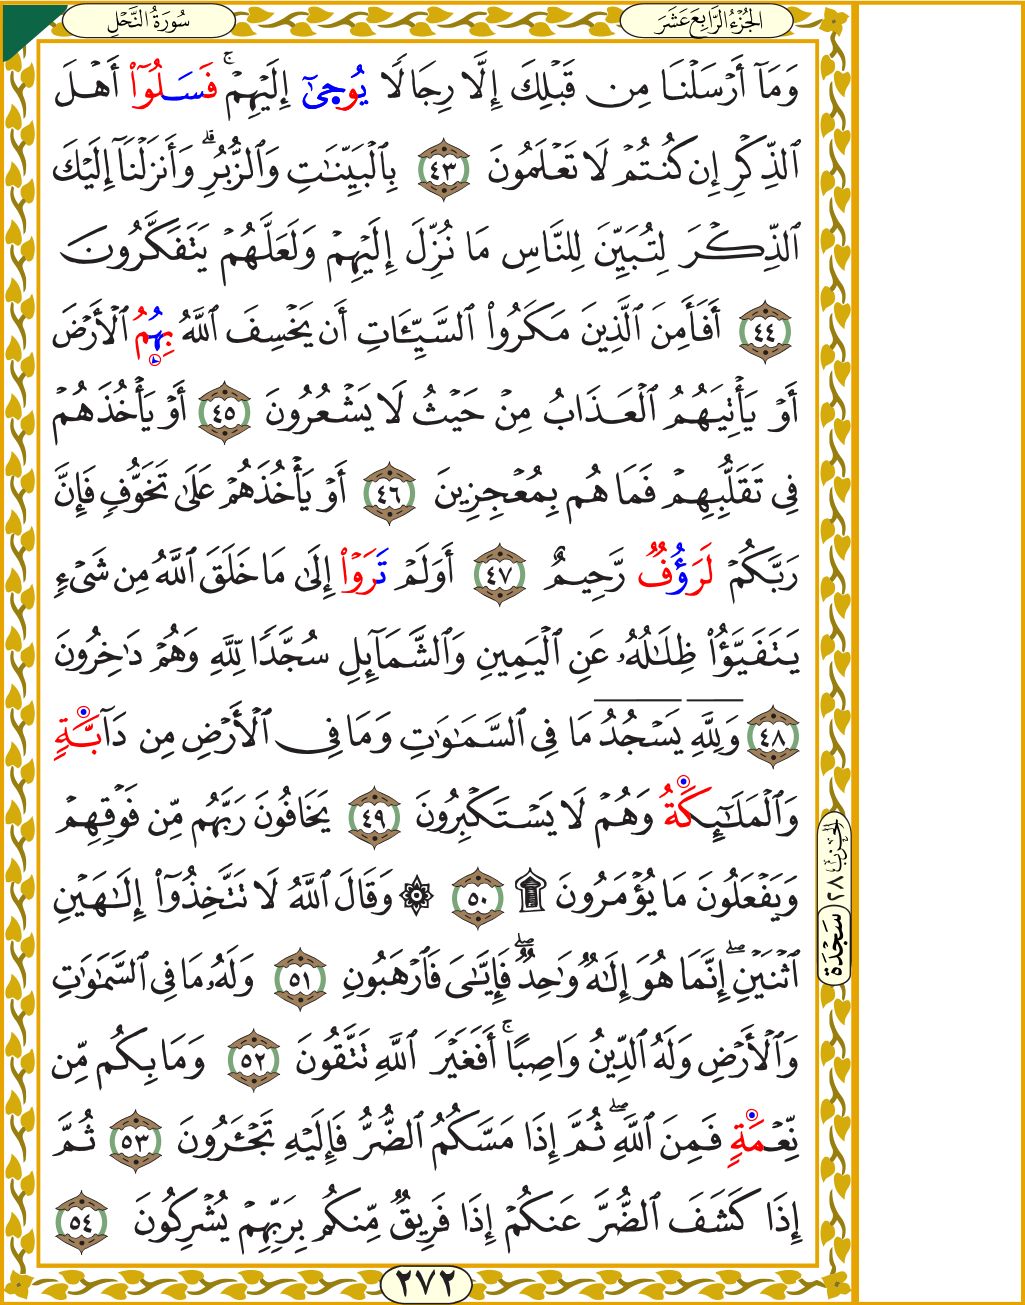 الجُزْءُ الرَّابِعَ عَشَرَ
سُورَةُ النَّحْلِ
وَمَآ أَرْسَلْنَا مِن قَبْلِكَ إِلَّا رِجَالًا يُوحَىٰٓ إِلَيْهِمْ ۚ فَسَلُوٓا۟ أَهْلَ
ٱلذِّكْرِ إِن كُنتُمْ لَا تَعْلَمُونَ ٤٣ بِٱلْبَيِّنَـٰتِ وَٱلزُّبُرِ ۗ وَأَنزَلْنَآ إِلَيْكَ
ٱلذِّكْرَ لِتُبَيِّنَ لِلنَّاسِ مَا نُزِّلَ إِلَيْهِمْ وَلَعَلَّهُمْ يَتَفَكَّرُونَ
٤٤ أَفَأَمِنَ ٱلَّذِينَ مَكَرُوا۟ ٱلسَّيِّـَٔاتِ أَن يَخْسِفَ ٱللَّهُ بِهِمُ ٱلْأَرْضَ
أَوْ يَأْتِيَهُمُ ٱلْعَذَابُ مِنْ حَيْثُ لَا يَشْعُرُونَ ٤٥ أَوْ يَأْخُذَهُمْ
فِى تَقَلُّبِهِمْ فَمَا هُم بِمُعْجِزِينَ ٤٦ أَوْ يَأْخُذَهُمْ عَلَىٰ تَخَوُّفٍ فَإِنَّ
رَبَّكُمْ لَرَؤُفٌ رَّحِيمٌ ٤٧ أَوَلَمْ تَرَوْا۟ إِلَىٰ مَا خَلَقَ ٱللَّهُ مِن شَىْءٍ
يَتَفَيَّؤُا۟ ظِلَـٰلُهُۥ عَنِ ٱلْيَمِينِ وَٱلشَّمَآئِلِ سُجَّدًا لِّلَّهِ وَهُمْ دَٰخِرُونَ
٤٨ وَلِلَّهِ يَسْجُدُ مَا فِى ٱلسَّمَـٰوَٰتِ وَمَا فِى ٱلْأَرْضِ مِن دَآبَّةٍ
وَٱلْمَلَـٰٓئِكَةُ وَهُمْ لَا يَسْتَكْبِرُونَ ٤٩ يَخَافُونَ رَبَّهُم مِّن فَوْقِهِمْ
وَيَفْعَلُونَ مَا يُؤْمَرُونَ ۩ ٥٠ ۞ وَقَالَ ٱللَّهُ لَا تَتَّخِذُوٓا۟ إِلَـٰهَيْنِ
ٱثْنَيْنِ ۖ إِنَّمَا هُوَ إِلَـٰهٌ وَٰحِدٌ ۖ فَإِيَّـٰىَ فَٱرْهَبُونِ ٥١ وَلَهُۥ مَا فِى ٱلسَّمَـٰوَٰتِ
وَٱلْأَرْضِ وَلَهُ ٱلدِّينُ وَاصِبًا ۚ أَفَغَيْرَ ٱللَّهِ تَتَّقُونَ ٥٢ وَمَا بِكُم مِّن
نِّعْمَةٍ فَمِنَ ٱللَّهِ ۖ ثُمَّ إِذَا مَسَّكُمُ ٱلضُّرُّ فَإِلَيْهِ تَجْـَٔرُونَ ٥٣ ثُمَّ
إِذَا كَشَفَ ٱلضُّرَّ عَنكُمْ إِذَا فَرِيقٌ مِّنكُم بِرَبِّهِمْ يُشْرِكُونَ ٥٤
الحِزْبُ ٢٨
سَجْدَة
٢٧٢